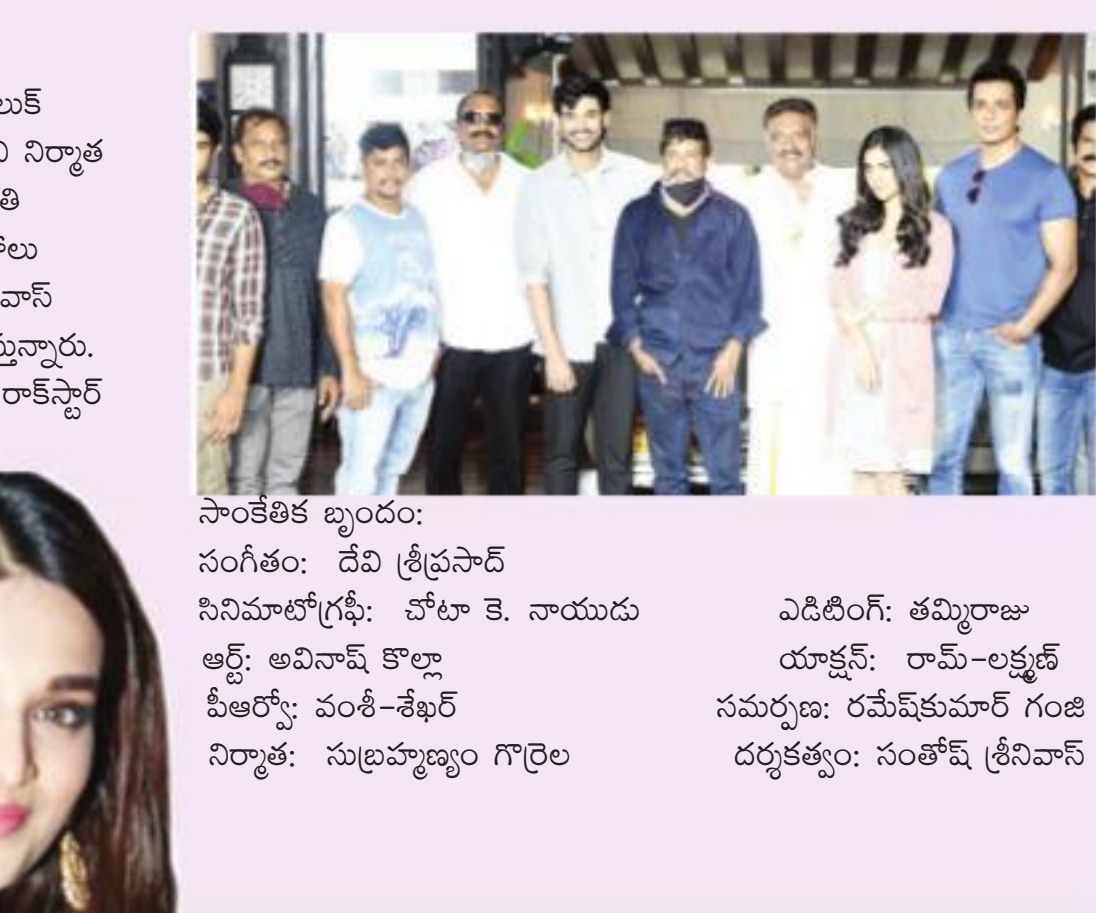 లుక్
నిర్మాత
తి
వాస్
న్నారు.
రాక్‌స్టార్
సాంకేతిక బృందం:
సంగీతం: దేవి శ్రీప్రసాద్
సినిమాటోగ్రఫీ: చోటా కె. నాయుడు ఎడిటింగ్: తమ్మిరాజు
ఆర్ట్: అవినాష్ కొల్లా యాక్షన్: రామ్-లక్ష్మణ్
పీఆర్వో: వంశీ-శేఖర్ సమర్పణ: రమేష్‌కుమార్ గంజి
నిర్మాత: సుబ్రహ్మణ్యం గొర్రెల దర్శకత్వం: సంతోష్ శ్రీనివాస్